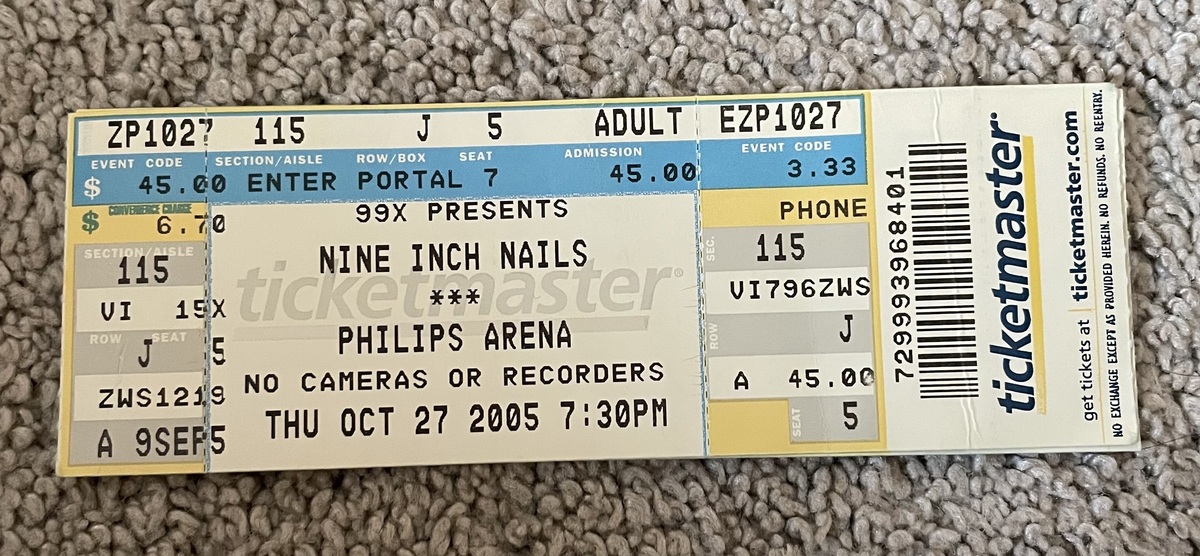 ZP1027 115 J 5 ADULT EZP1027
EVENT CODE SECTION/AISLE ROW/BOX SEAT ADMISSION EVENT CODE
$ 45.00 ENTER PORTAL 7 45.00 3.33
$ CONVENIENCE CHARGE 6.70
99X PRESENTS
PHONE
SECTION/AISLE
115
NINE INCH NAILS
SEC.
115
ticketmaster®
VI 15X
***
VI796ZWS
ROW SEAT
J 5
PHILIPS ARENA
ROW
J
ZWS1219
NO CAMERAS OR RECORDERS
A 45.00
A 9SEP5
THU OCT 27 2005 7:30PM
SEAT
5
729993968401
ticketmaster®
get tickets at ticketmaster.com
NO EXCHANGE EXCEPT AS PROVIDED HEREIN. NO REFUNDS. NO REENTRY.